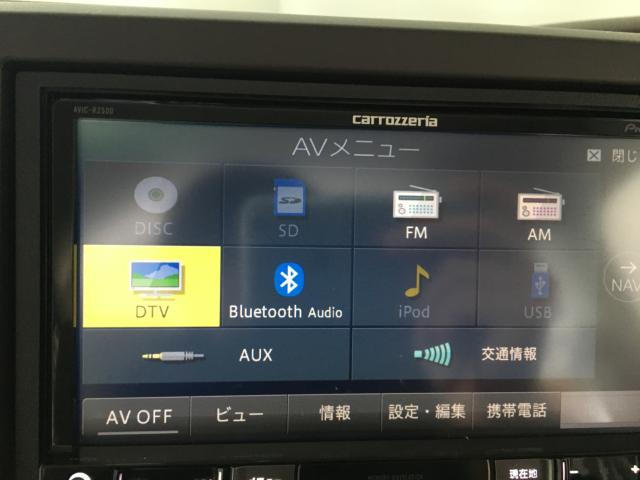 AVIC-RZ500
carrozzeria
AVメニュー
閉じ
DISC
SD
FM
AM
DTV
Bluetooth Audio
iPod
USB
NAV
AUX
交通情報
AV OFF
ビュー
情報
設定・編集
携帯電話
現在地